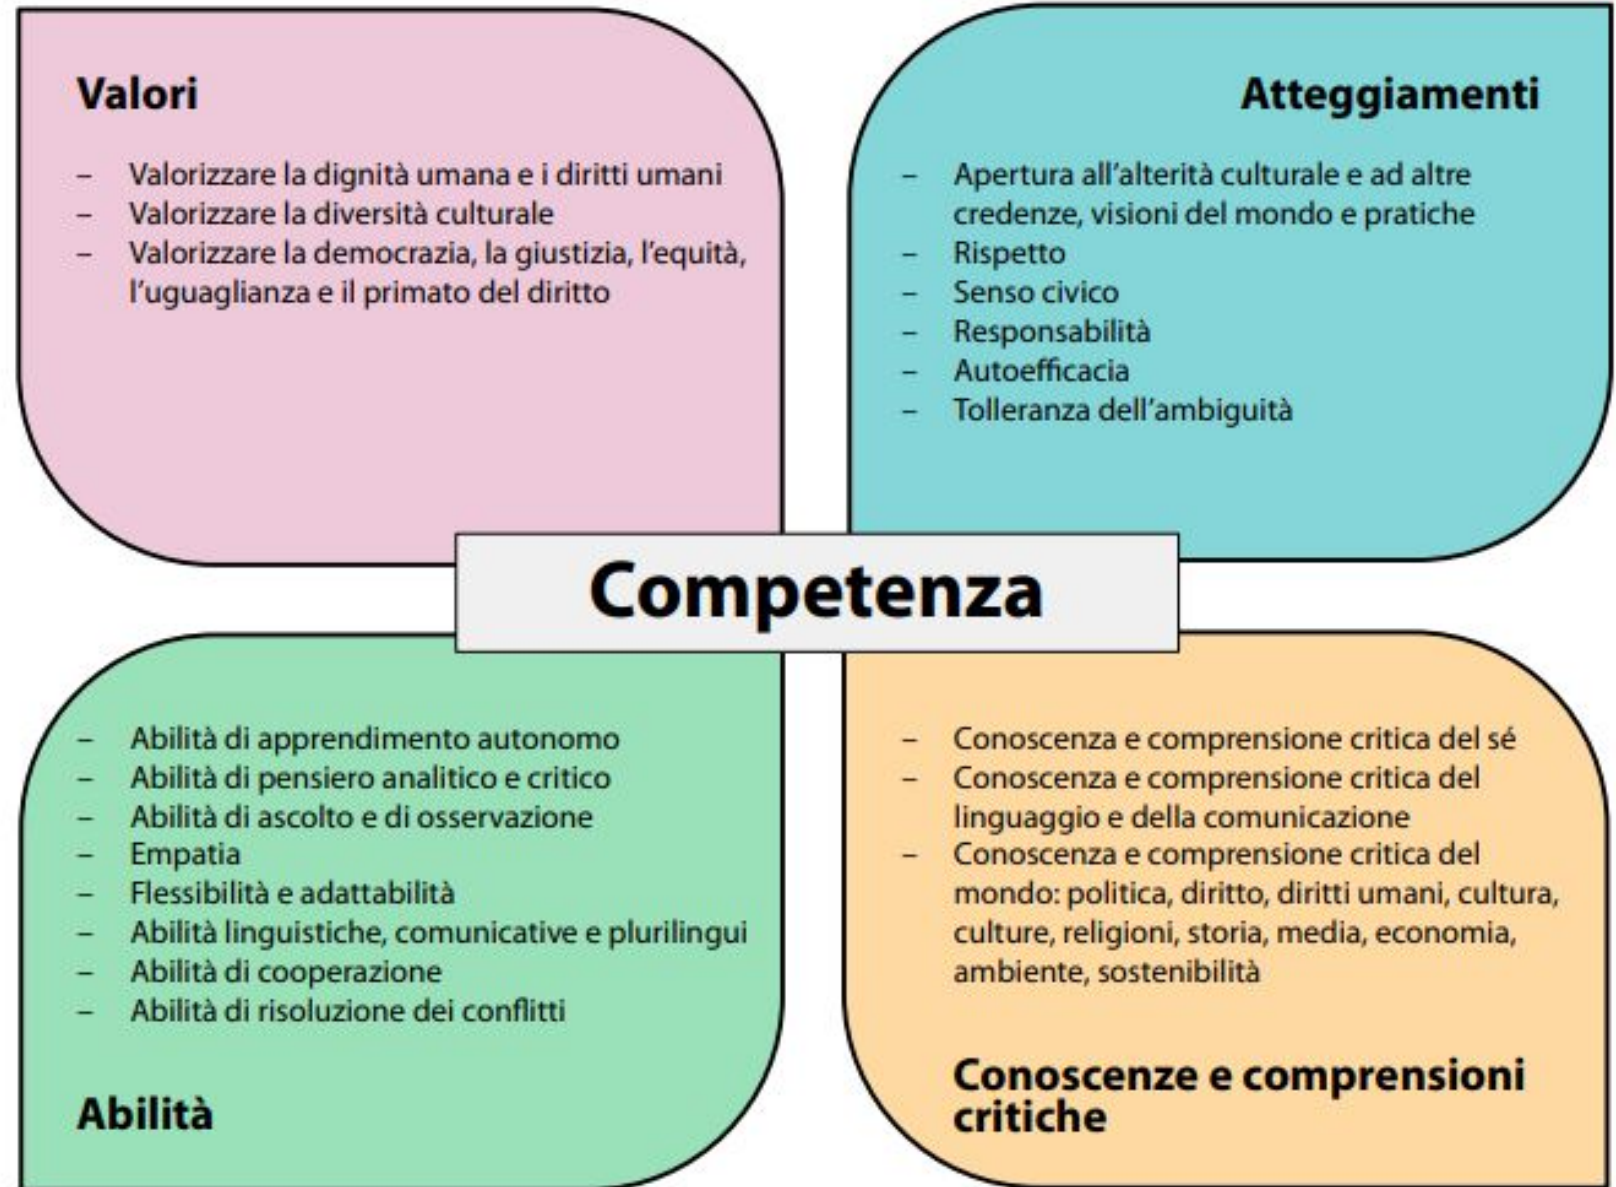 Valori
– Valorizzare la dignità umana e i diritti umani
– Valorizzare la diversità culturale
– Valorizzare la democrazia, la giustizia, l'equità,
l'uguaglianza e il primato del diritto
Atteggiamenti
– Apertura all'alterità culturale e ad altre
credenze, visioni del mondo e pratiche
– Rispetto
– Senso civico
– Responsabilità
– Autoefficacia
– Tolleranza dell'ambiguità
Competenza
– Abilità di apprendimento autonomo
– Abilità di pensiero analitico e critico
– Abilità di ascolto e di osservazione
– Empatia
– Flessibilità e adattabilità
– Abilità linguistiche, comunicative e plurilingui
– Abilità di cooperazione
– Abilità di risoluzione dei conflitti
Abilità
– Conoscenza e comprensione critica del sé
– Conoscenza e comprensione critica del
linguaggio e della comunicazione
– Conoscenza e comprensione critica del
mondo: politica, diritto, diritti umani, cultura,
culture, religioni, storia, media, economia,
ambiente, sostenibilità
Conoscenze e comprensioni
critiche